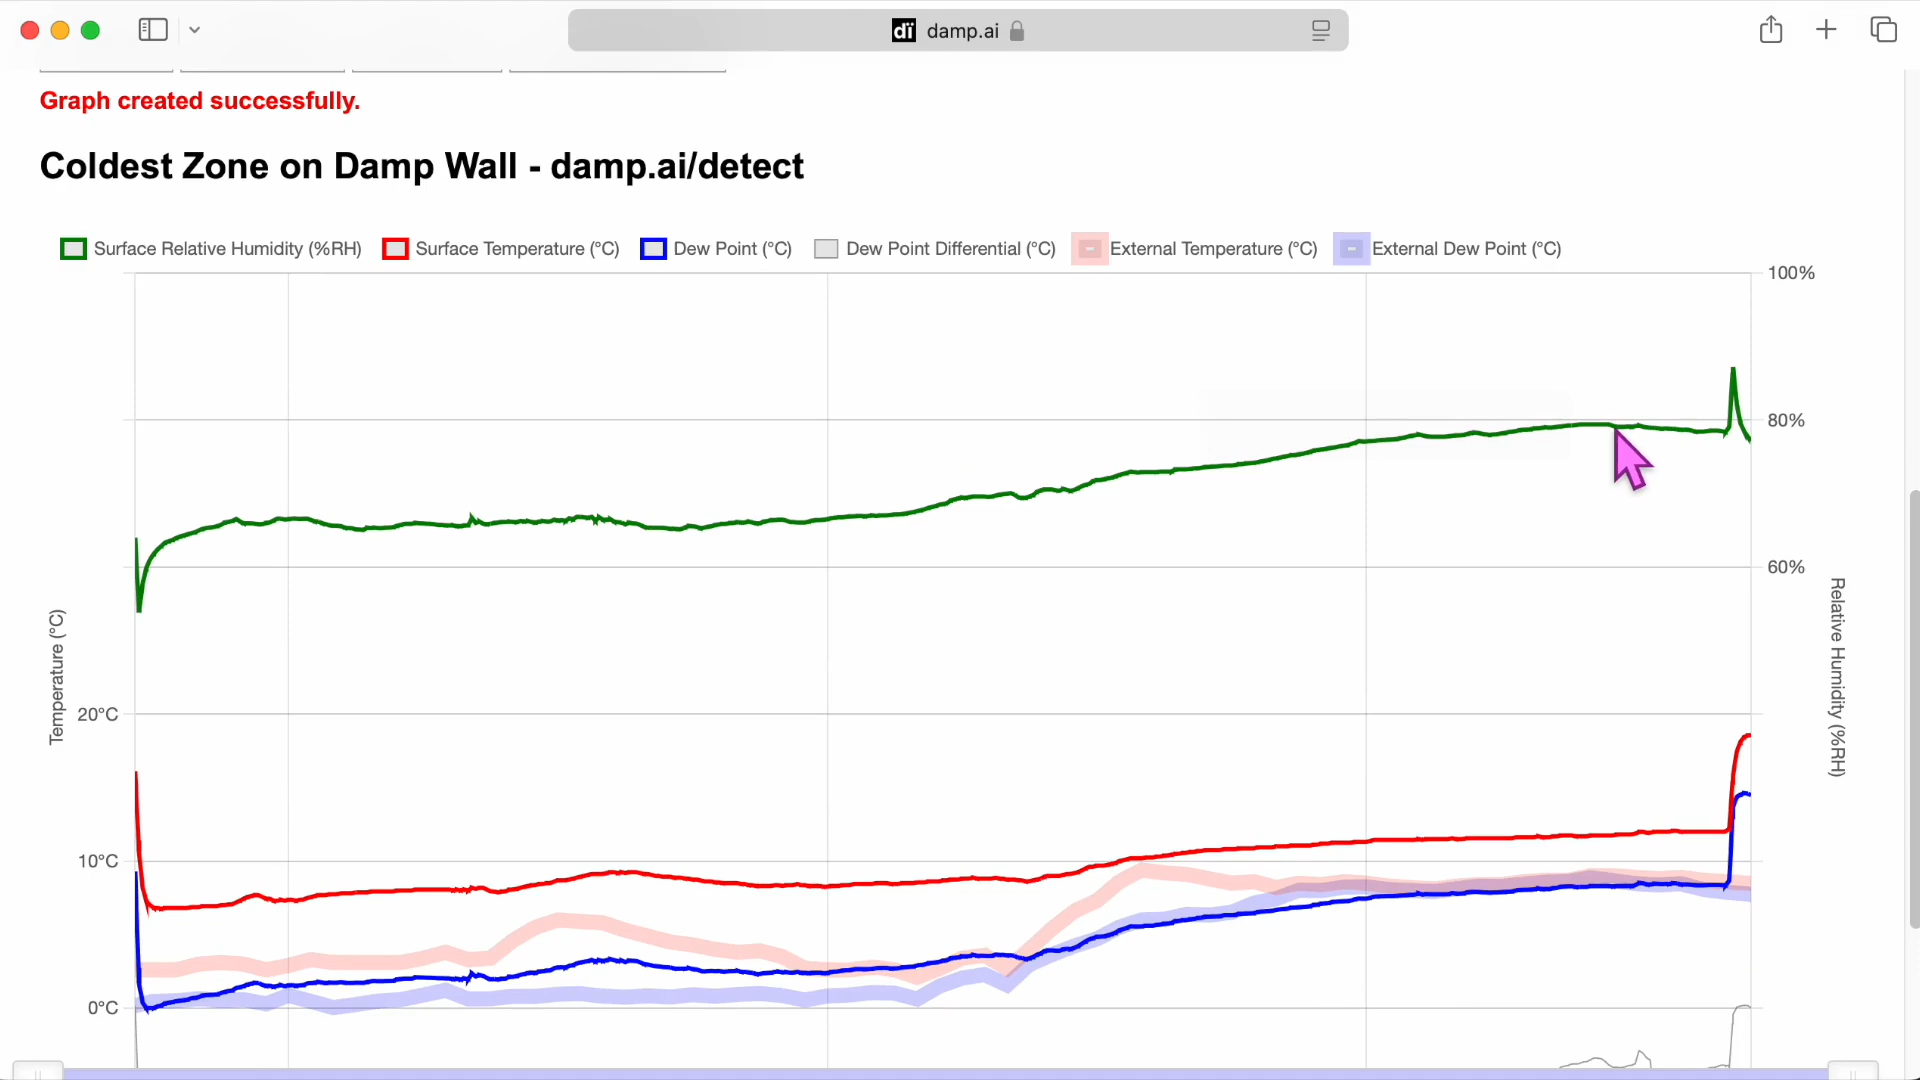 dï damp.ai
Graph created successfully.
Coldest Zone on Damp Wall - damp.ai/detect
Surface Relative Humidity (%RH) Surface Temperature (°C) Dew Point (°C) Dew Point Differential (°C) External Temperature (°C) External Dew Point (°C)
100%
80%
60%
Temperature (°C)
Relative Humidity (%RH)
20°C
10°C
0°C